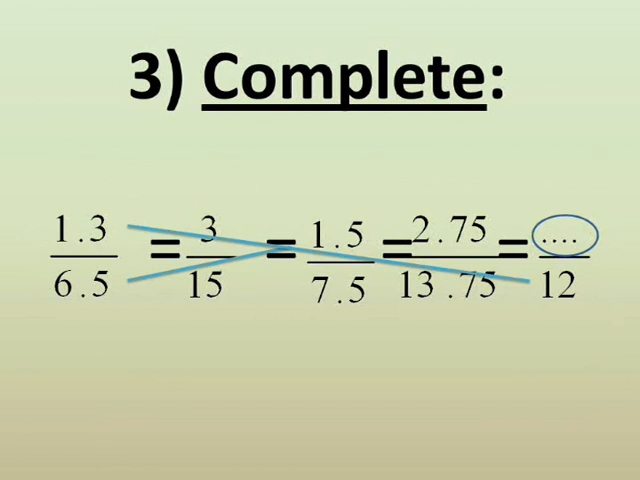 3) Complete:
1.3 = 3 = 1.5 = 2.75 = ....
6.5 15 7.5 13.75 12